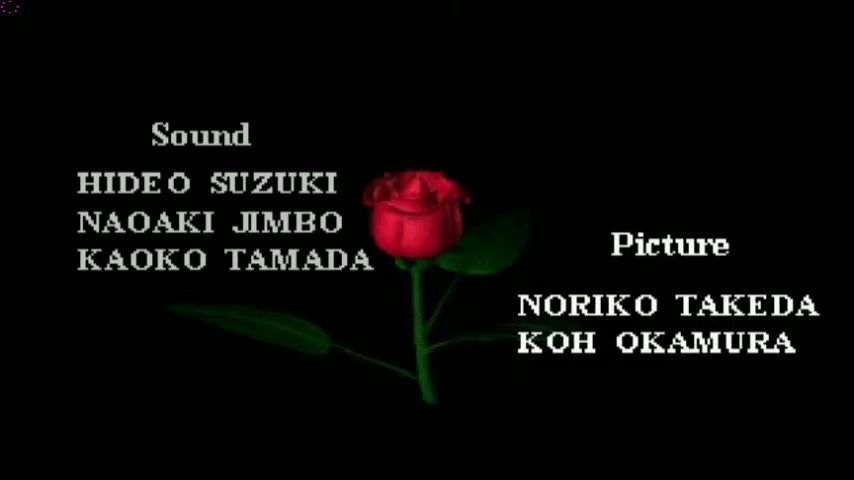 Sound
HIDEO SUZUKI
NAOAKI JIMBO
KAOKO TAMADA
Picture
NORIKO TAKEDA
KOH OKAMURA